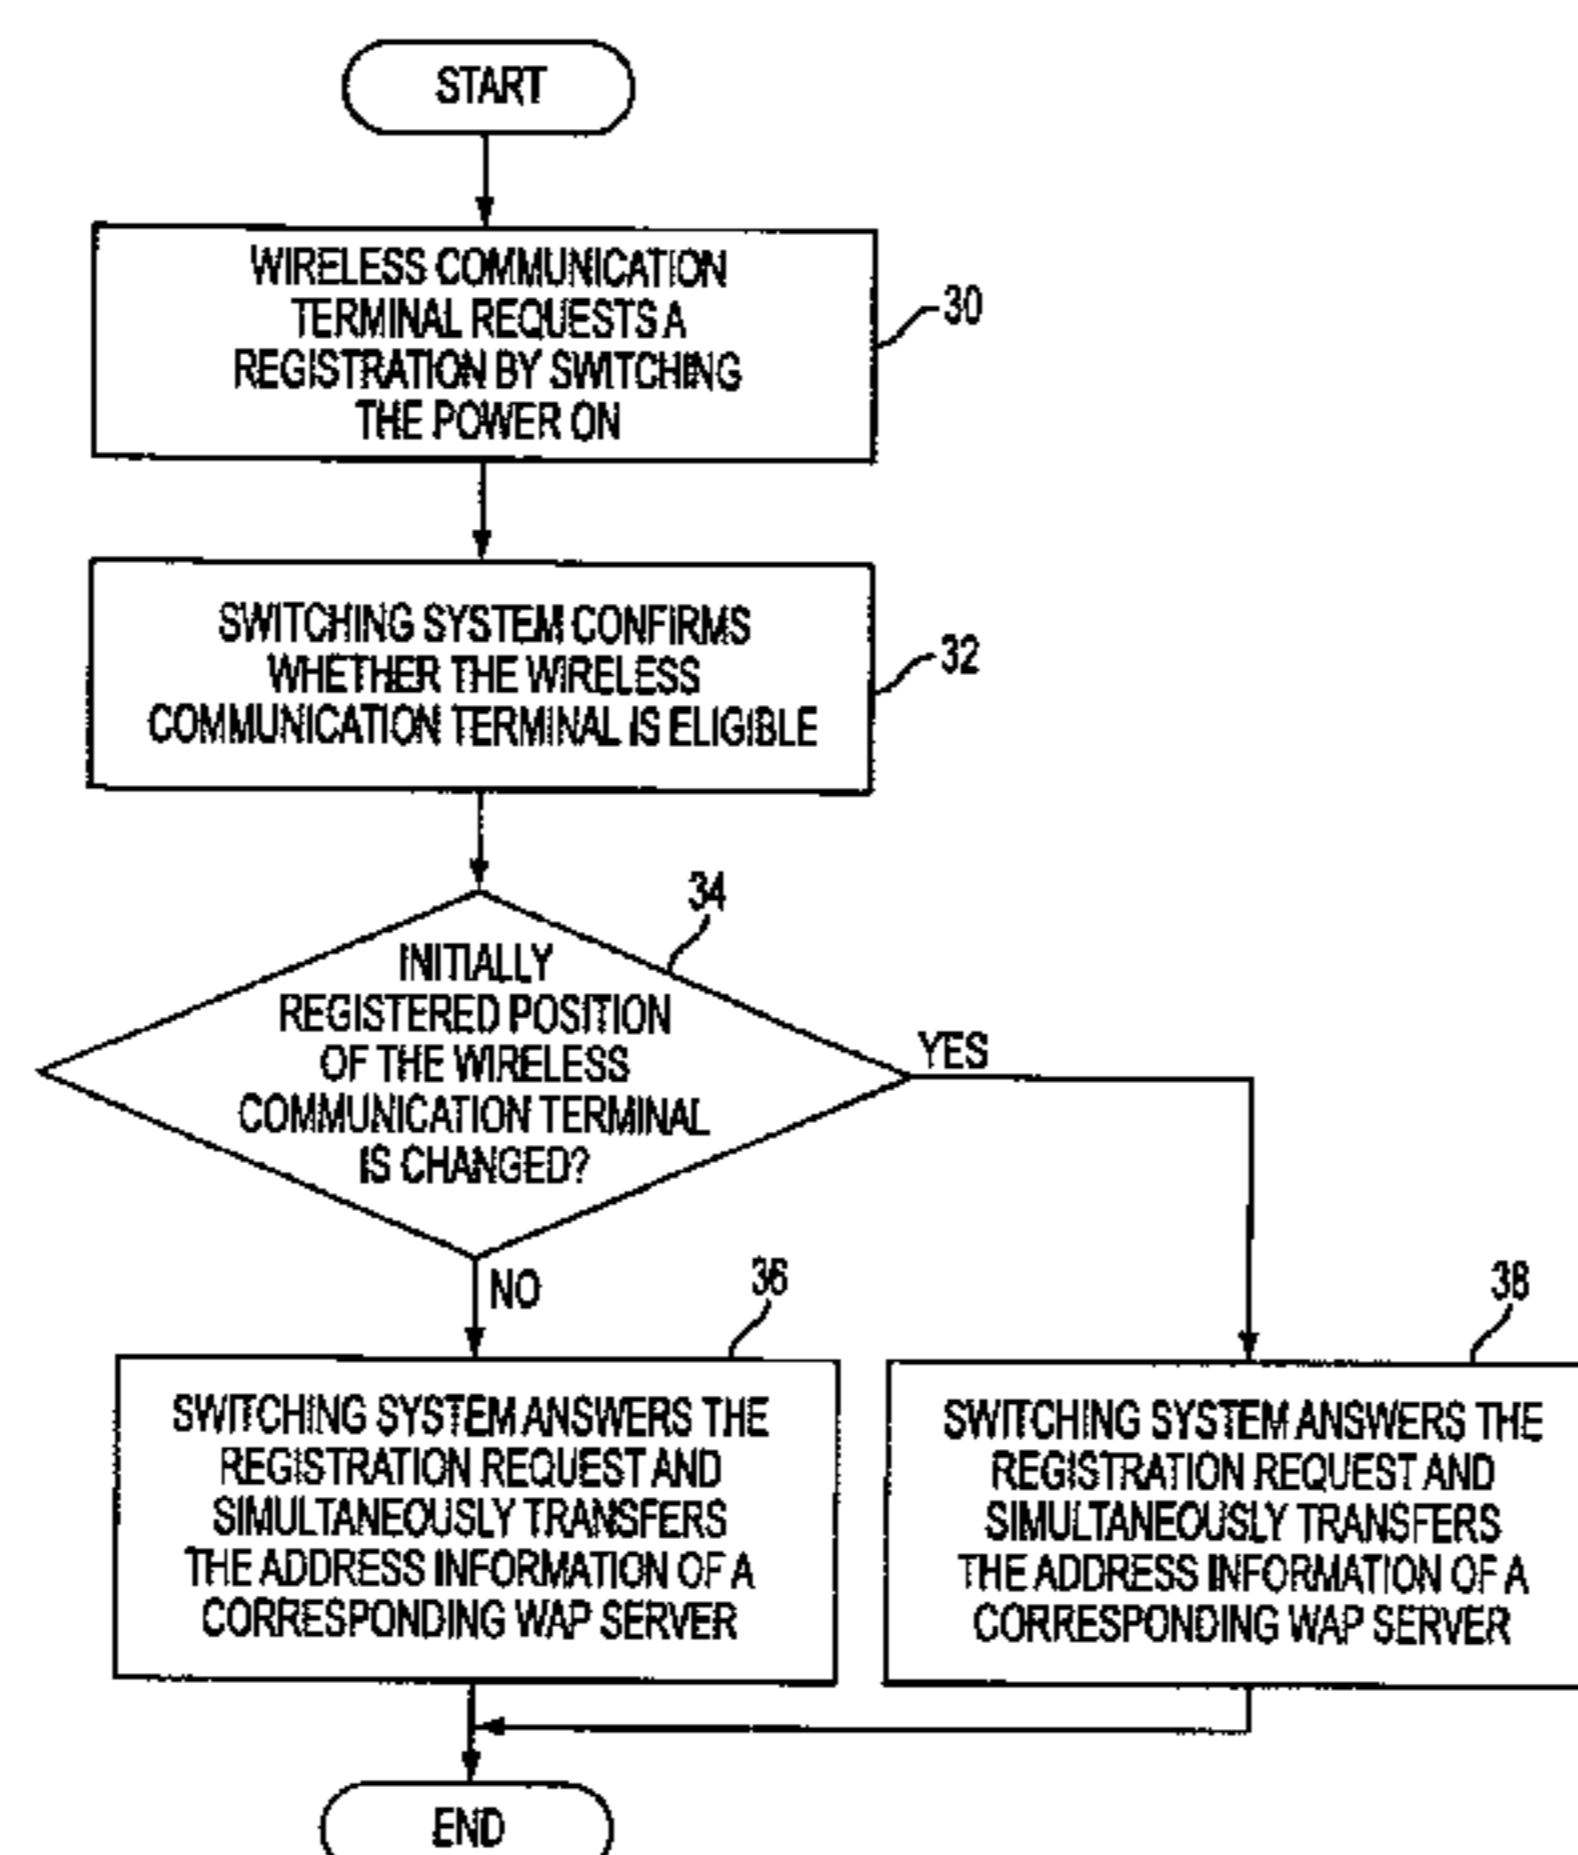 START
WIRELESS COMMUNICATION
TERMINAL REQUESTS A
REGISTRATION BY SWITCHING
THE POWER ON
30
SWITCHING SYSTEM CONFIRMS
WHETHER THE WIRELESS
COMMUNICATION TERMINAL IS ELIGIBLE
32
34
INITIALLY
REGISTERED POSITION
OF THE WIRELESS
COMMUNICATION TERMINAL
IS CHANGED?
YES
NO
36
SWITCHING SYSTEM ANSWERS THE
REGISTRATION REQUEST AND
SIMULTANEOUSLY TRANSFERS
THE ADDRESS INFORMATION OF A
CORRESPONDING WAP SERVER
38
SWITCHING SYSTEM ANSWERS THE
REGISTRATION REQUEST AND
SIMULTANEOUSLY TRANSFERS
THE ADDRESS INFORMATION OF A
CORRESPONDING WAP SERVER
END